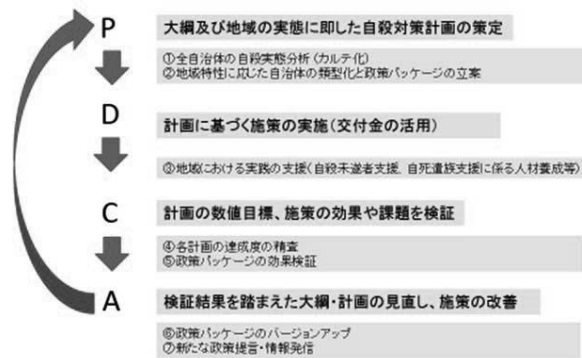 P 大綱及び地域の実態に即した自殺対策計画の策定
①全自治体の自殺実態分析(カルテ化)
②地域特性に応じた自治体の類型化と政策パッケージの立案
D 計画に基づく施策の実施(交付金の活用)
③地域における実践の支援(自殺未遂者支援、自死遺族支援に係る人材養成等)
C 計画の数値目標、施策の効果や課題を検証
④各計画の達成度の精査
⑤政策パッケージの効果検証
A 検証結果を踏まえた大綱・計画の見直し、施策の改善
⑥政策パッケージのバージョンアップ
⑦新たな政策提言・情報発信